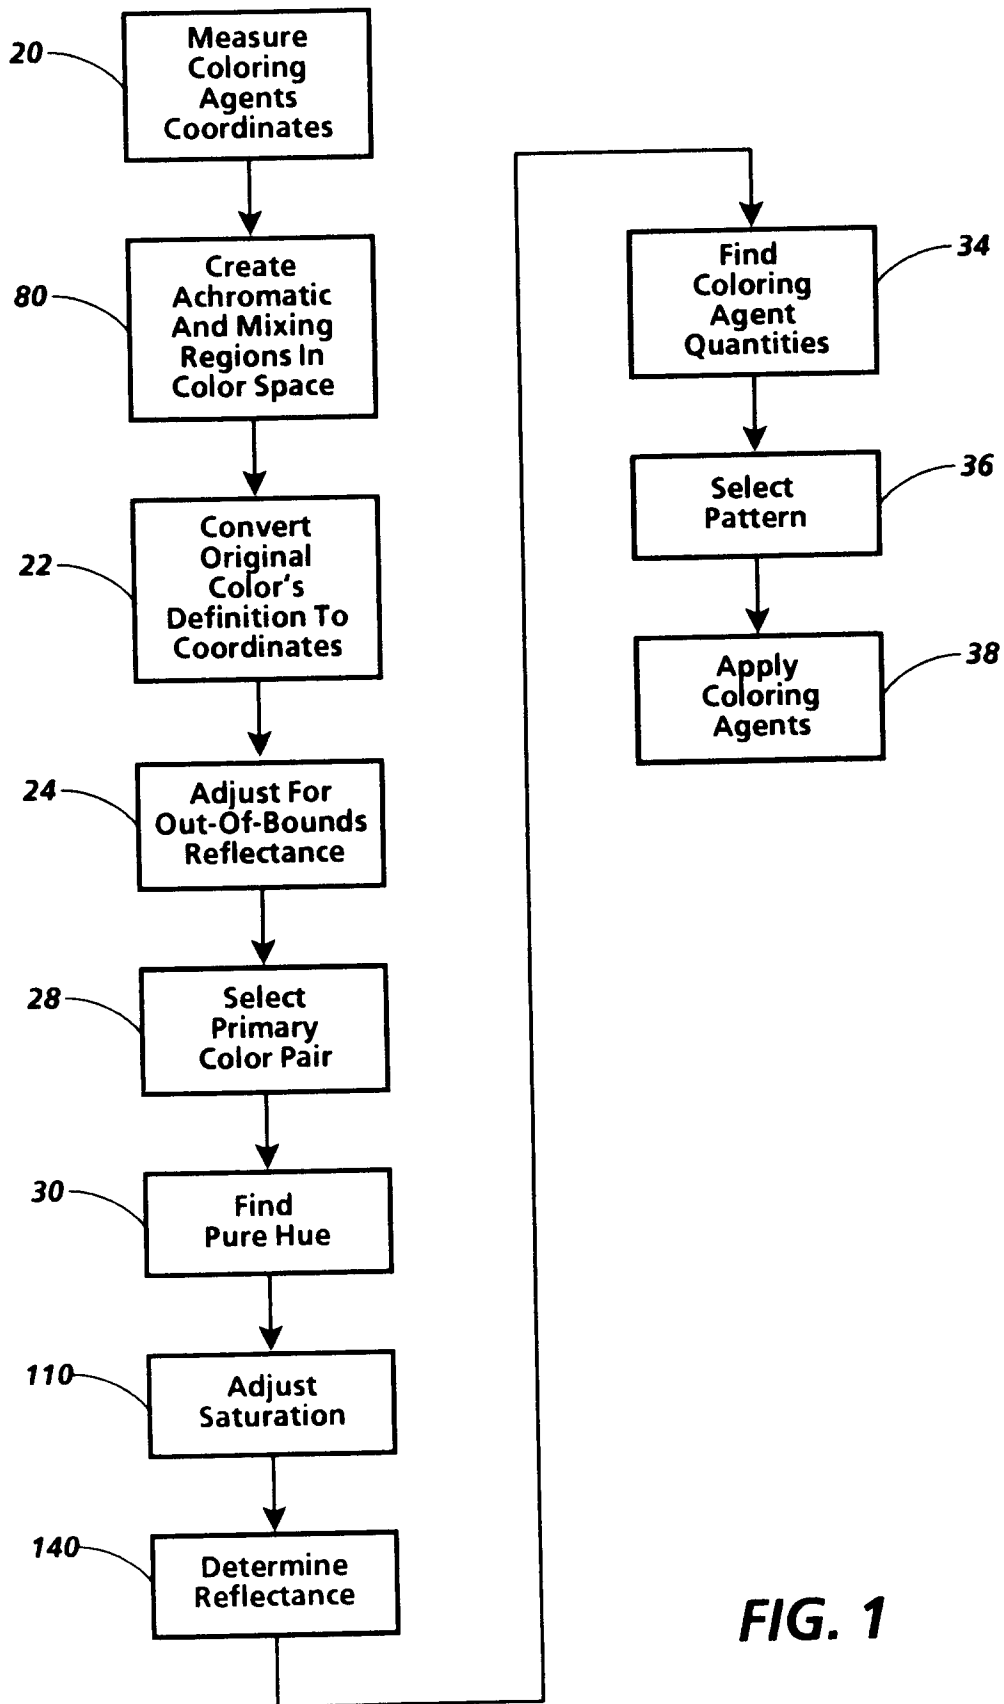 20
Measure
Coloring
Agents
Coordinates
80
Create
Achromatic
And Mixing
Regions In
Color Space
22
Convert
Original
Color's
Definition To
Coordinates
24
Adjust For
Out-Of-Bounds
Reflectance
28
Select
Primary
Color Pair
30
Find
Pure Hue
110
Adjust
Saturation
140
Determine
Reflectance
34
Find
Coloring
Agent
Quantities
36
Select
Pattern
38
Apply
Coloring
Agents
FIG. 1